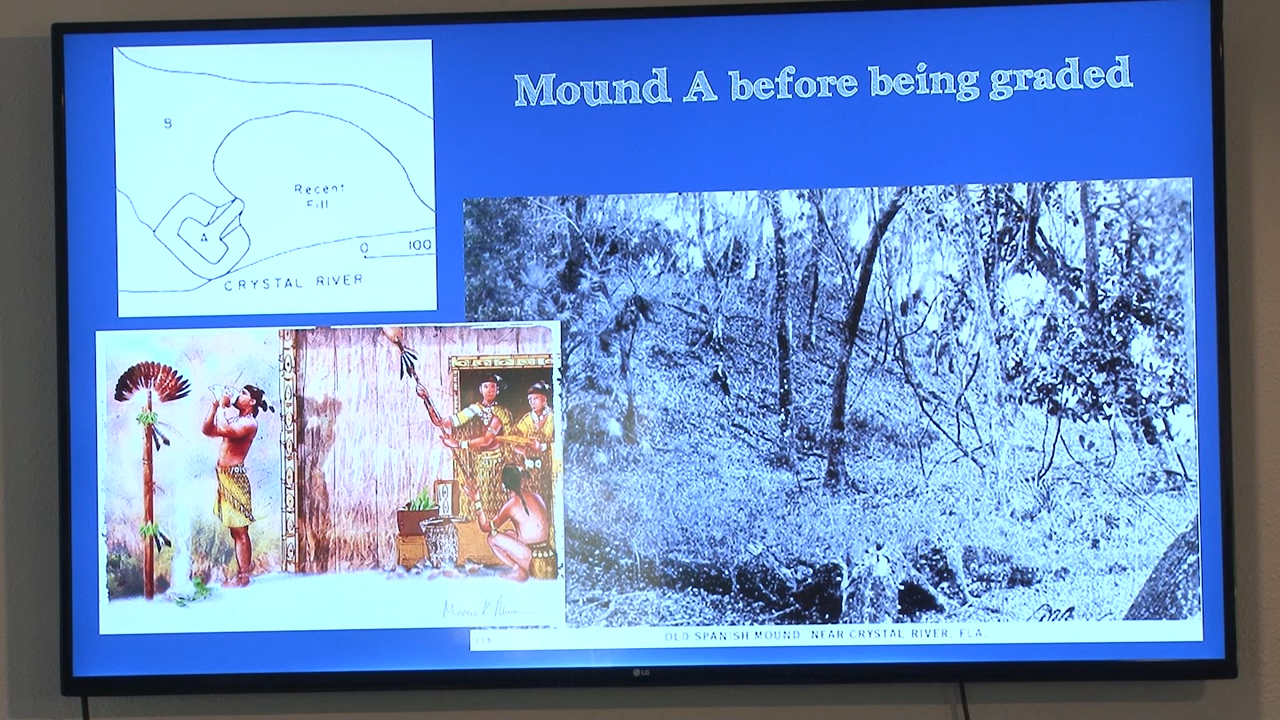 Mound A before being graded
B
Recent
Fill
A
0 100
CRYSTAL RIVER
OLD SPANISH MOUND NEAR CRYSTAL RIVER, FLA.
LG